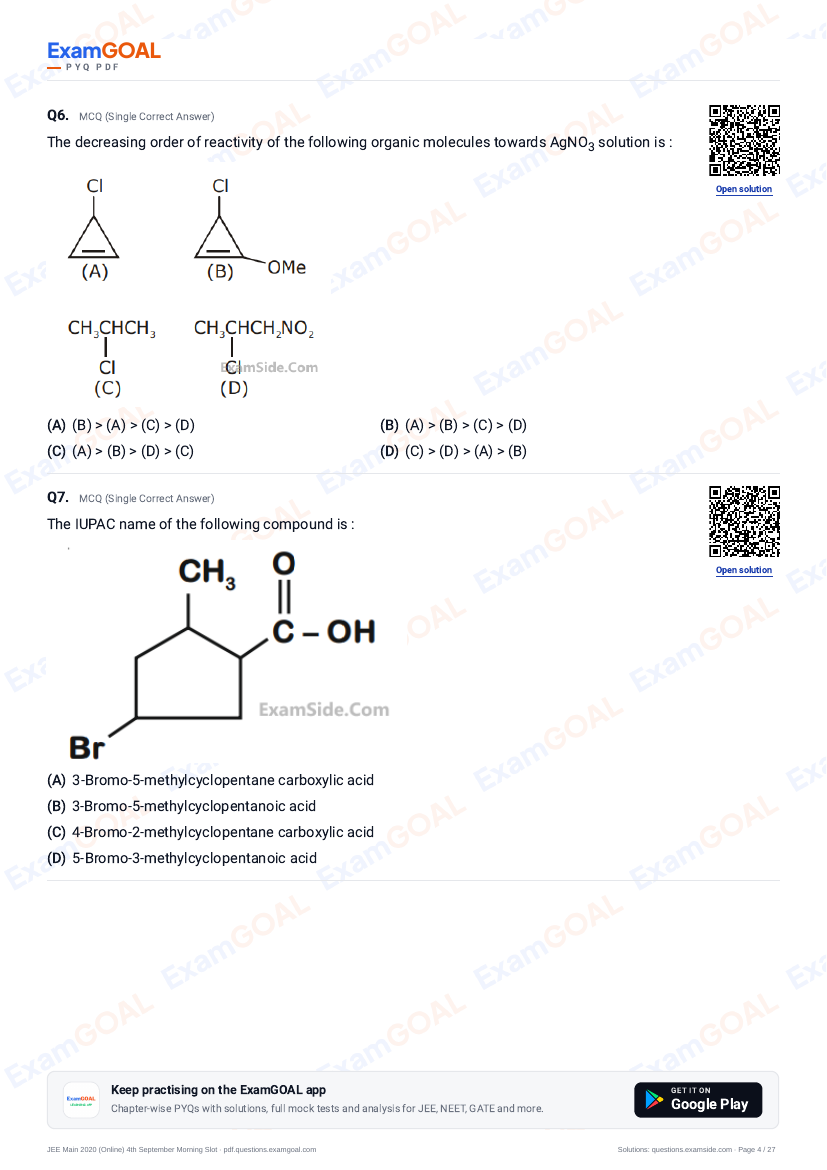 ExamGOAL
PYQ PDF
Q6. MCQ (Single Correct Answer)
The decreasing order of reactivity of the following organic molecules towards AgNO3 solution is :
Open solution
Cl Cl
OMe
(A) (B)
CH3CHCH3 CH3CHCH2NO2
Cl Cl
ExamSide.Com
(C) (D)
(A) (B) > (A) > (C) > (D) (B) (A) > (B) > (C) > (D)
(C) (A) > (B) > (D) > (C) (D) (C) > (D) > (A) > (B)
Q7. MCQ (Single Correct Answer)
The IUPAC name of the following compound is :
Open solution
CH3 O
C – OH
ExamSide.Com
Br
(A) 3-Bromo-5-methylcyclopentane carboxylic acid
(B) 3-Bromo-5-methylcyclopentanoic acid
(C) 4-Bromo-2-methylcyclopentane carboxylic acid
(D) 5-Bromo-3-methylcyclopentanoic acid
ExamGOAL
Keep practising on the ExamGOAL app
Chapter-wise PYQs with solutions, full mock tests and analysis for JEE, NEET, GATE and more.
GET IT ON
Google Play
JEE Main 2020 (Online) 4th September Morning Slot · pdf.questions.examgoal.com
Solutions: questions.examside.com · Page 4 / 27